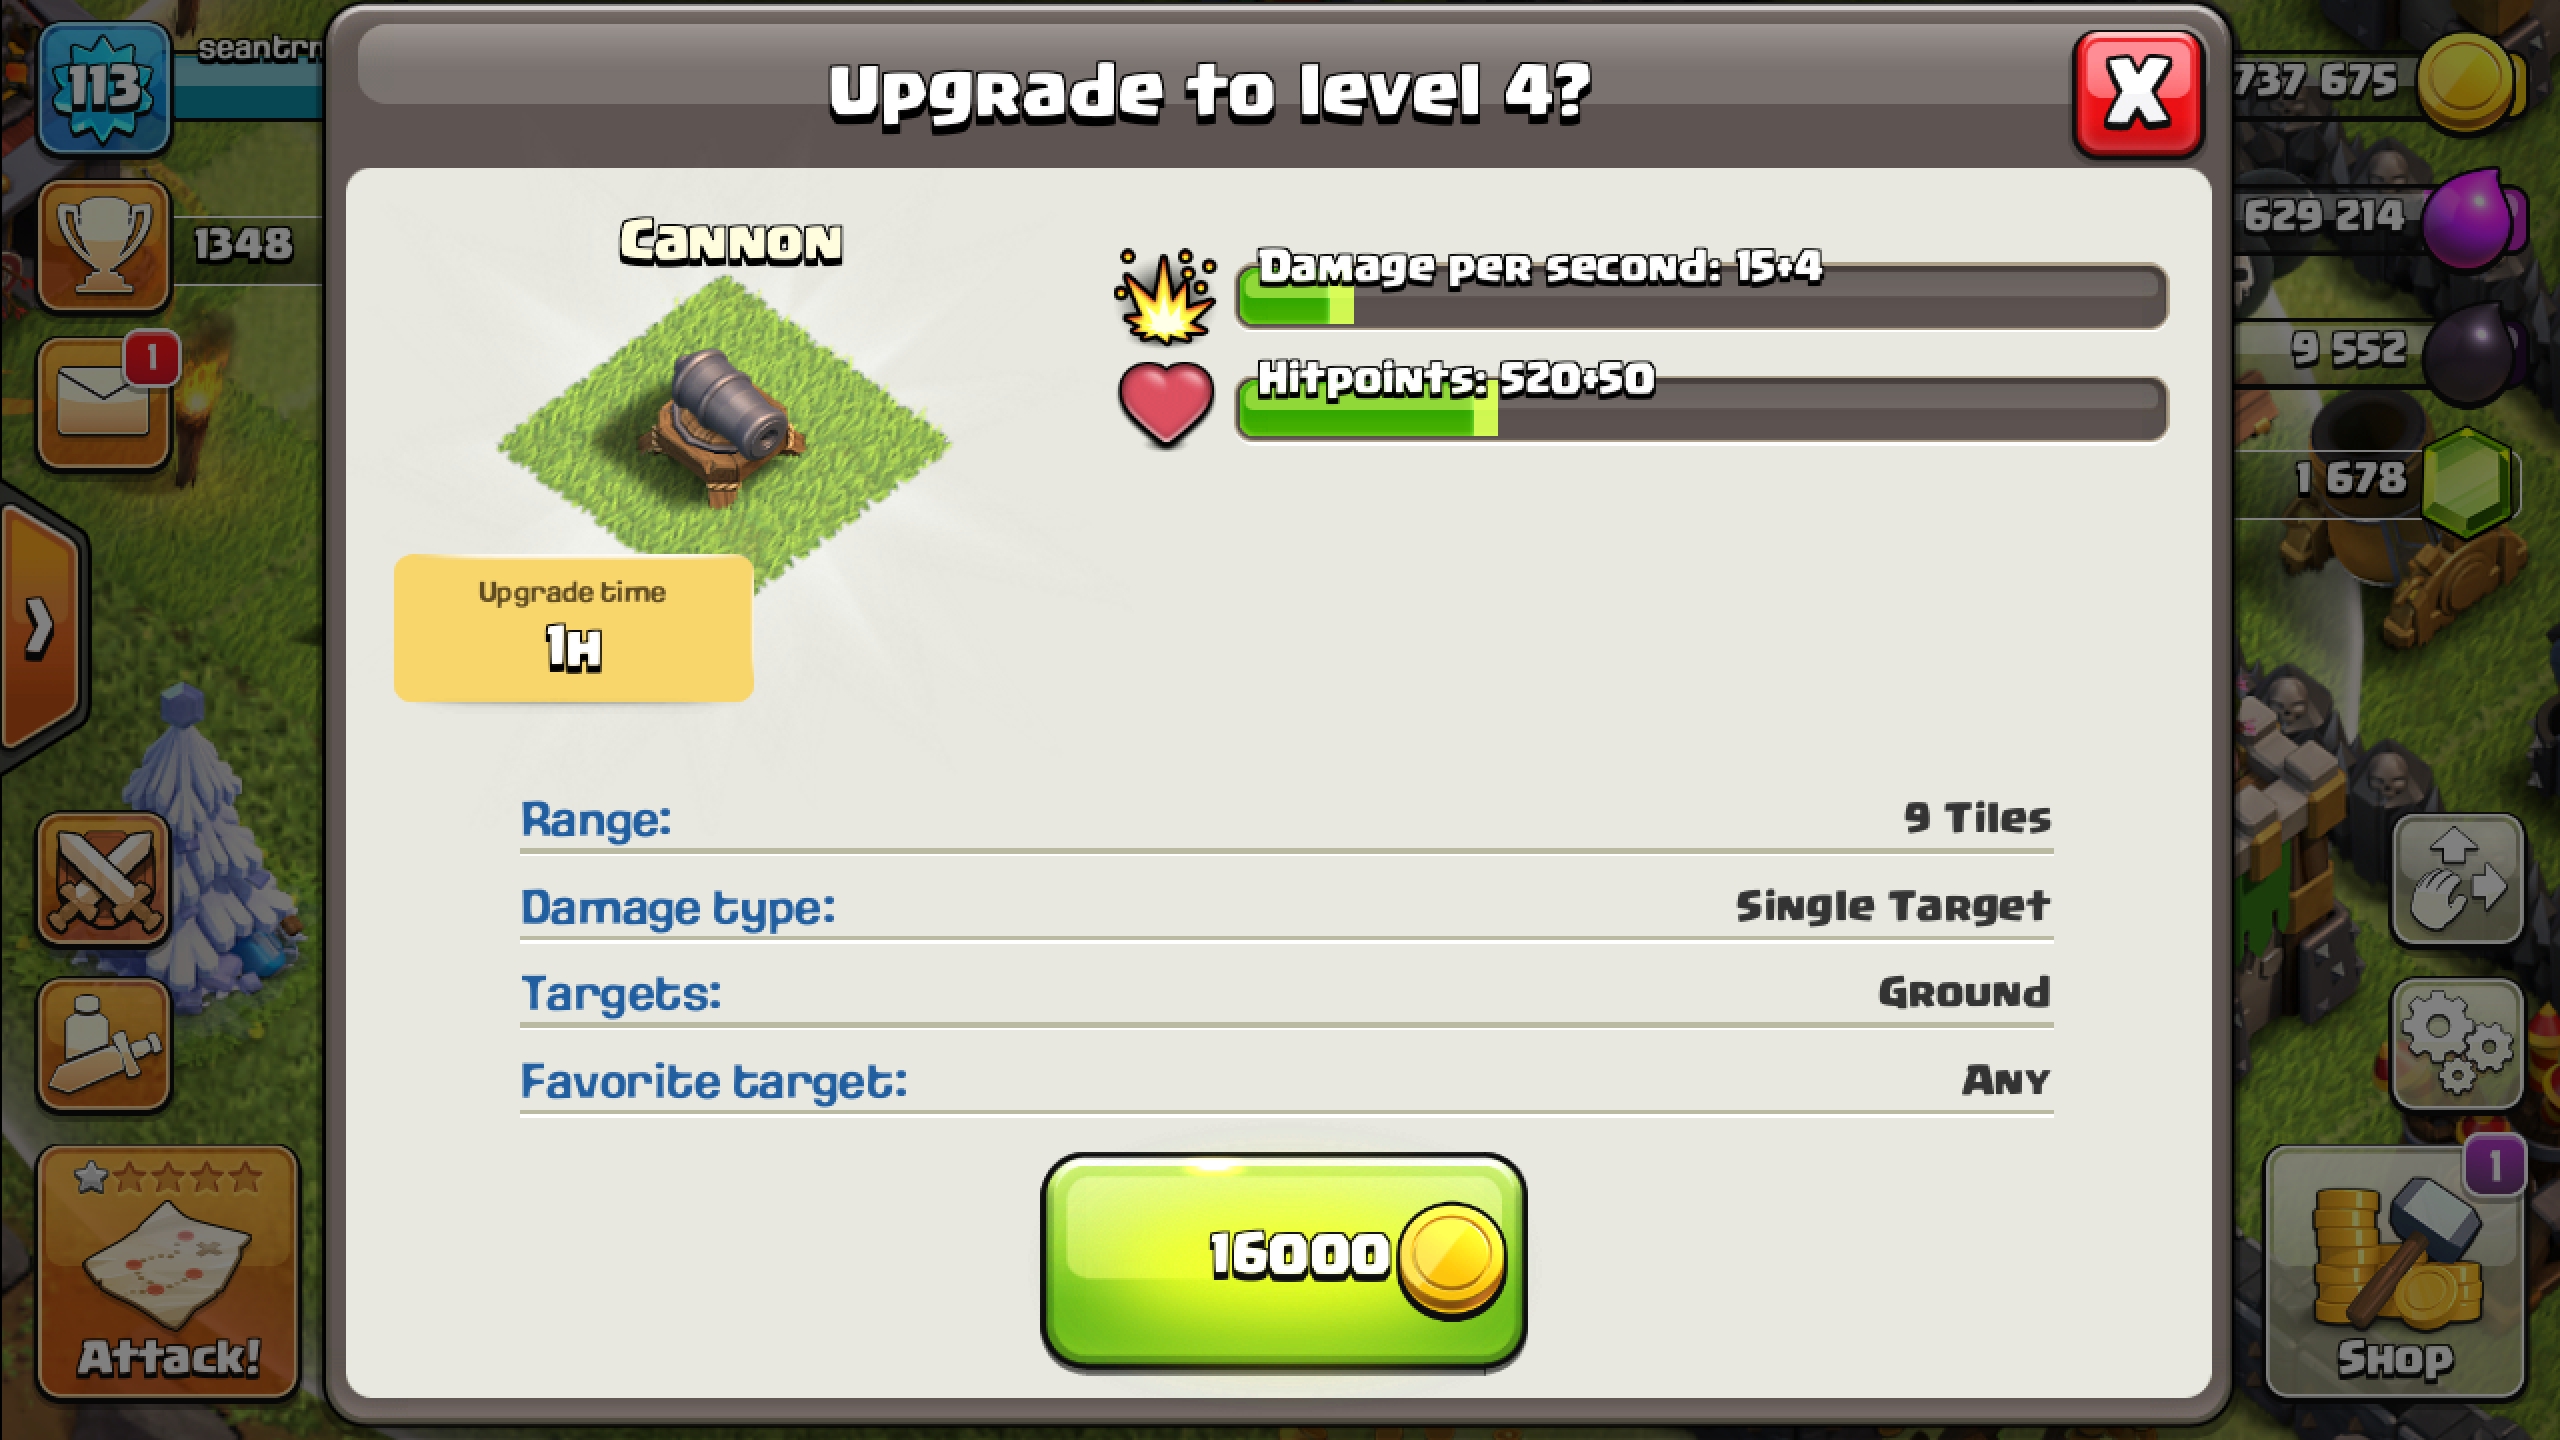 Upgrade to level 4?
X
113
1348
1
737 675
629 214
9 552
1 678
Cannon
Damage per second: 15+4
Hitpoints: 520+50
Upgrade time
1H
Range: 9 Tiles
Damage type: Single Target
Targets: Ground
Favorite target: Any
16000
Attack!
1
Shop